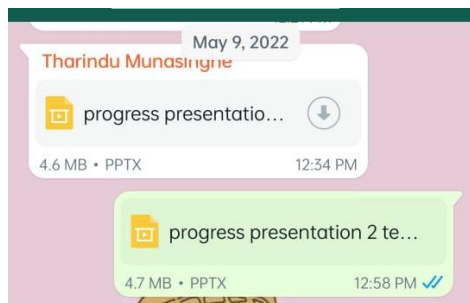 May 9, 2022
Tharindu Munasinghe
progress presentatio...
4.6 MB • PPTX 12:34 PM
progress presentation 2 te...
4.7 MB • PPTX 12:58 PM